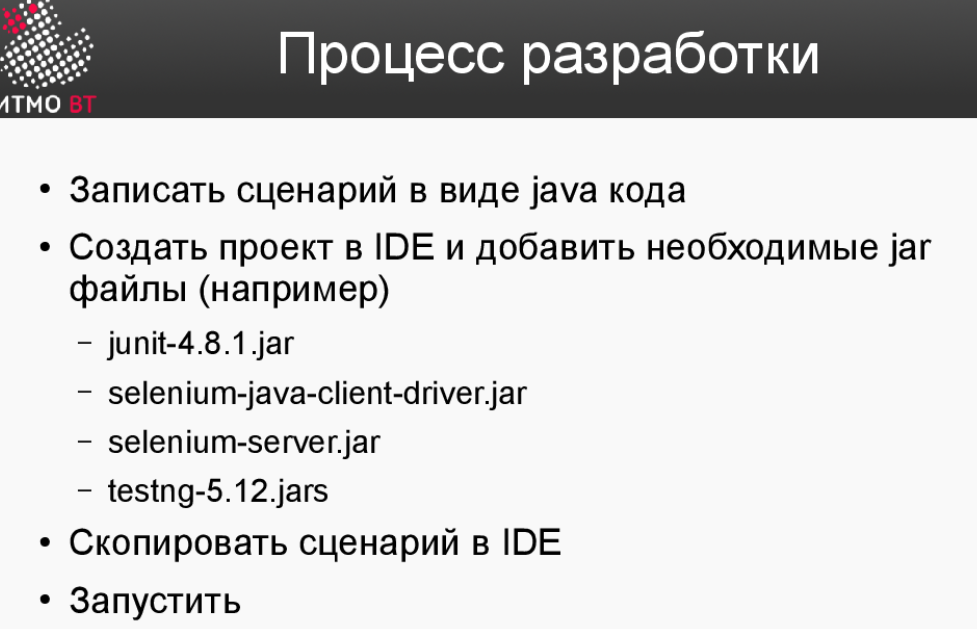 Процесс разработки
ИТМО ВТ
• Записать сценарий в виде java кода
• Создать проект в IDE и добавить необходимые jar
файлы (например)
– junit-4.8.1.jar
– selenium-java-client-driver.jar
– selenium-server.jar
– testng-5.12.jars
• Скопировать сценарий в IDE
• Запустить